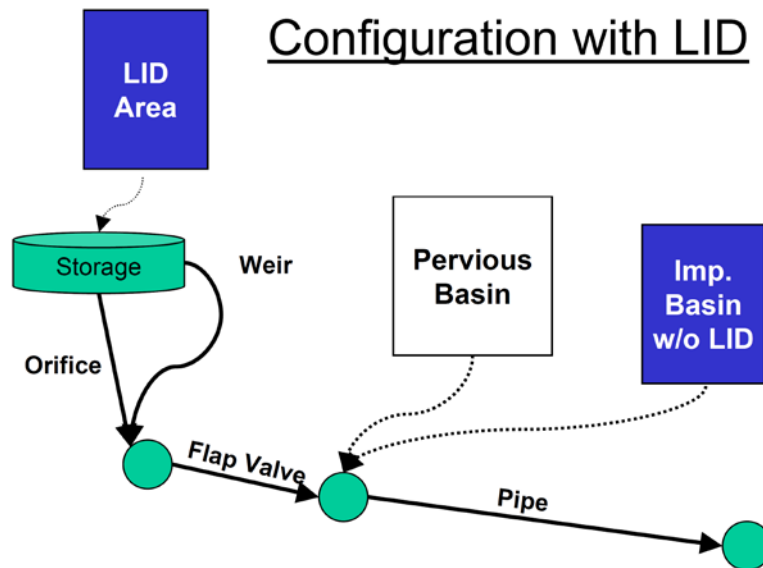 Configuration with LID
LID
Area
Storage
Weir
Pervious
Basin
Imp.
Basin
w/o LID
Orifice
Flap Valve
Pipe